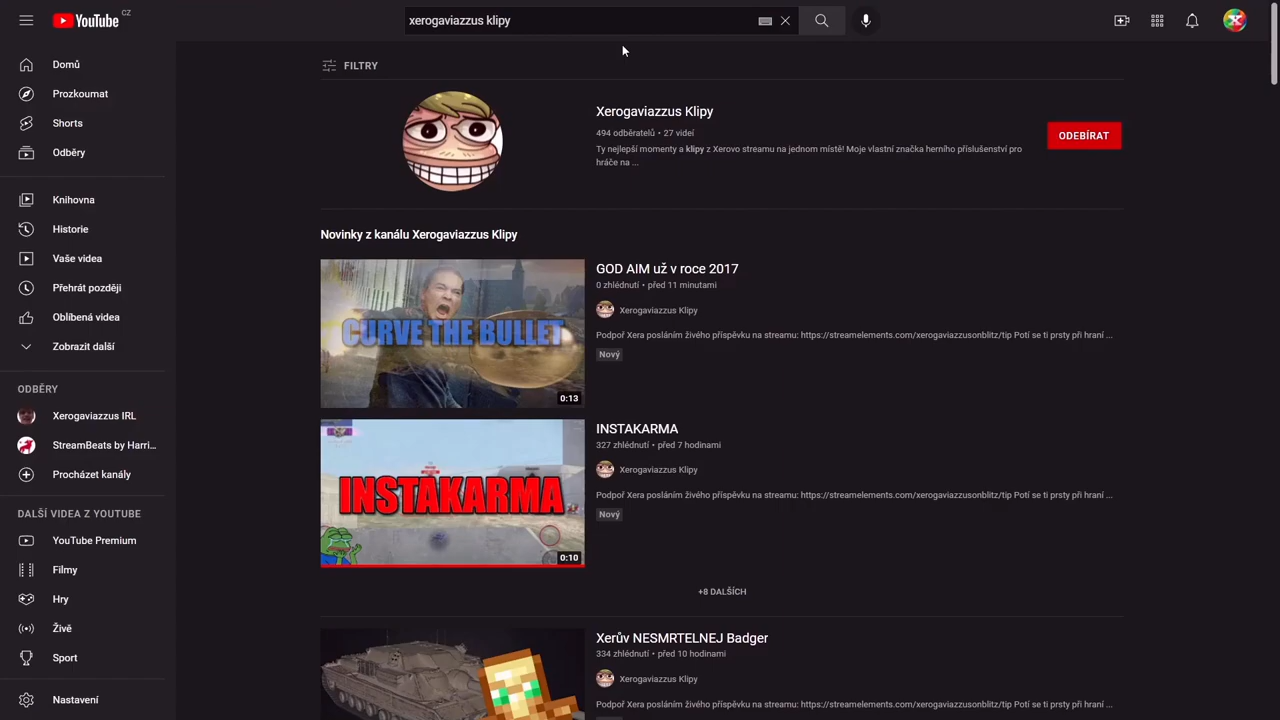 YouTube CZ
xerogaviazzus klipy
Domů
Prozkoumat
Shorts
Odběry
Knihovna
Historie
Vaše videa
Přehrát později
Oblíbená videa
Zobrazit další
ODBĚRY
Xerogaviazzus IRL
StreamBeats by Harri...
Procházet kanály
DALŠÍ VIDEA Z YOUTUBE
YouTube Premium
Filmy
Hry
Živě
Sport
Nastavení
FILTRY
Xerogaviazzus Klipy
494 odběratelů • 27 videí
Ty nejlepší momenta a klipy z Xerovo streamu na jednom místě! Moje vlastní značka herního příslušenství pro
hráče na ...
ODEBÍRAT
Novinky z kanálu Xerogaviazzus Klipy
CURVE THE BULLET
0:13
GOD AIM už v roce 2017
0 zhlédnutí • před 11 minutami
Xerogaviazzus Klipy
Podpoř Xera posláním živého příspěvku na streamu: https://streamelements.com/xerogaviazzusonblitz/tip Potí se ti prsty při hraní ...
Nový
INSTAKARMA
0:10
INSTAKARMA
327 zhlédnutí • před 7 hodinami
Xerogaviazzus Klipy
Podpoř Xera posláním živého příspěvku na streamu: https://streamelements.com/xerogaviazzusonblitz/tip Potí se ti prsty při hraní ...
Nový
+8 DALŠÍCH
Xerův NESMRTELNEJ Badger
334 zhlédnutí • před 10 hodinami
Xerogaviazzus Klipy
Podpoř Xera posláním živého příspěvku na streamu: https://streamelements.com/xerogaviazzusonblitz/tip Potí se ti prsty při hraní ...